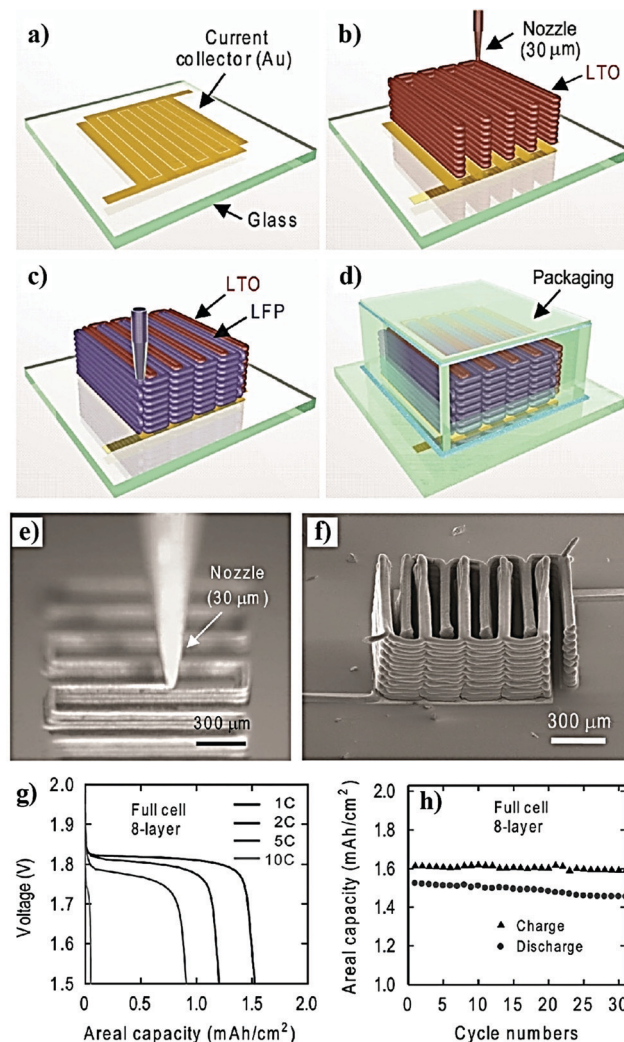 a)
Current
collector (Au)
Glass
b)
Nozzle
(30 μm)
LTO
c)
LTO
LFP
d)
Packaging
e)
Nozzle
(30 μm)
300 μm
f)
300 μm
g)
Full cell
8-layer
1C
2C
5C
10C
2.0
1.9
1.8
1.7
1.6
1.5
Voltage (V)
0
0.5
1.0
1.5
2.0
Areal capacity (mAh/cm²)
h)
Full cell
8-layer
2.0
1.8
1.6
1.4
1.2
1.0
Areal capacity (mAh/cm²)
Charge
Discharge
0
5
10
15
20
25
30
Cycle numbers